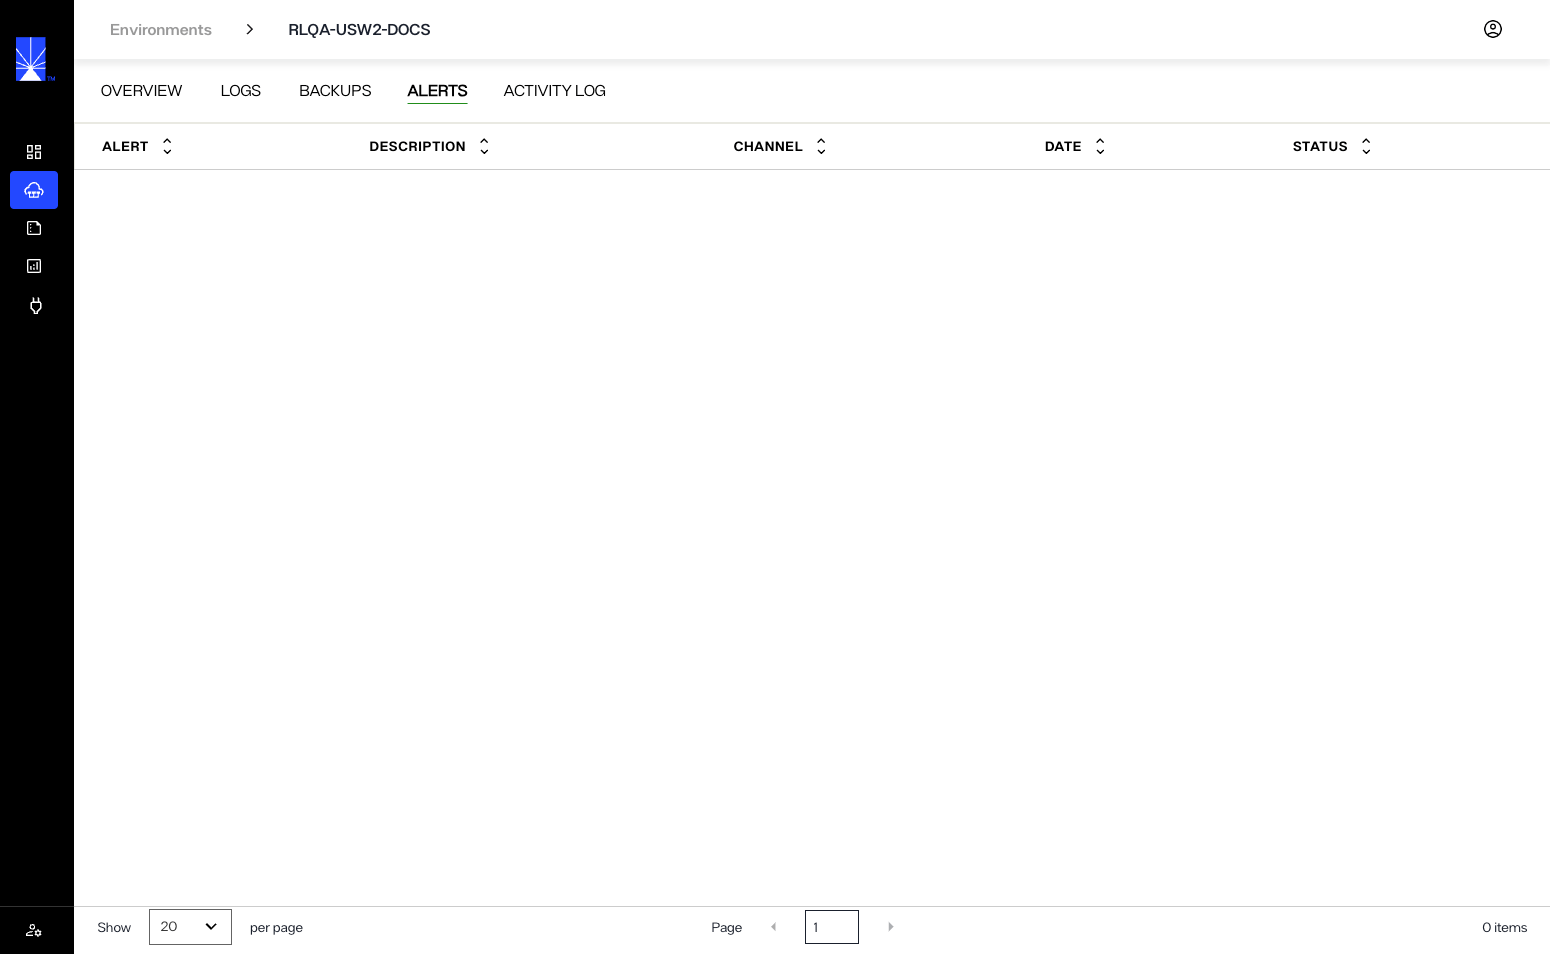 Environments RLQA-USW2-DOCS
OVERVIEW LOGS BACKUPS ALERTS ACTIVITY LOG
ALERT DESCRIPTION CHANNEL DATE STATUS
Show 20 per page Page 1 0 items
TM